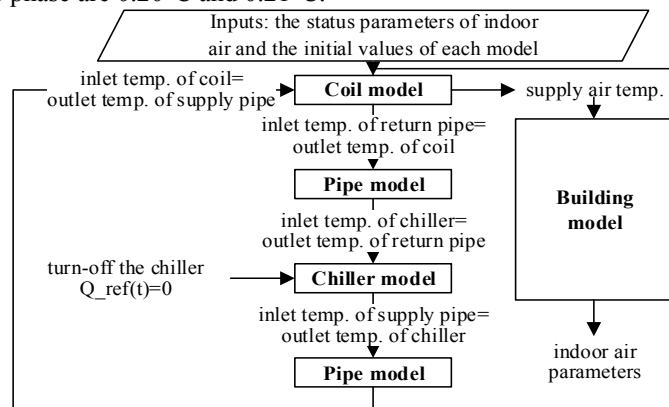 phase are 0.20°C and 0.21°C.
Inputs: the status parameters of indoor
air and the initial values of each model
inlet temp. of coil=
outlet temp. of supply pipe
Coil model
supply air temp.
inlet temp. of return pipe=
outlet temp. of coil
Pipe model
Building
model
inlet temp. of chiller=
outlet temp. of return pipe
turn-off the chiller
Q_ref(t)=0
Chiller model
inlet temp. of supply pipe=
outlet temp. of chiller
indoor air
parameters
Pipe model